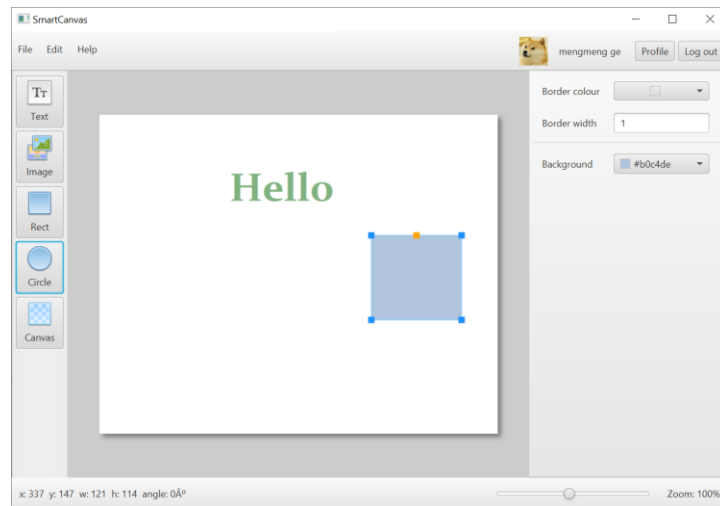 SmartCanvas
File Edit Help
mengmeng ge Profile Log out
Tт
Text
Image
Rect
Circle
Canvas
Hello
Border colour
Border width 1
Background #b0c4de
x: 337 y: 147 w: 121 h: 114 angle: 0Âº
Zoom: 100%